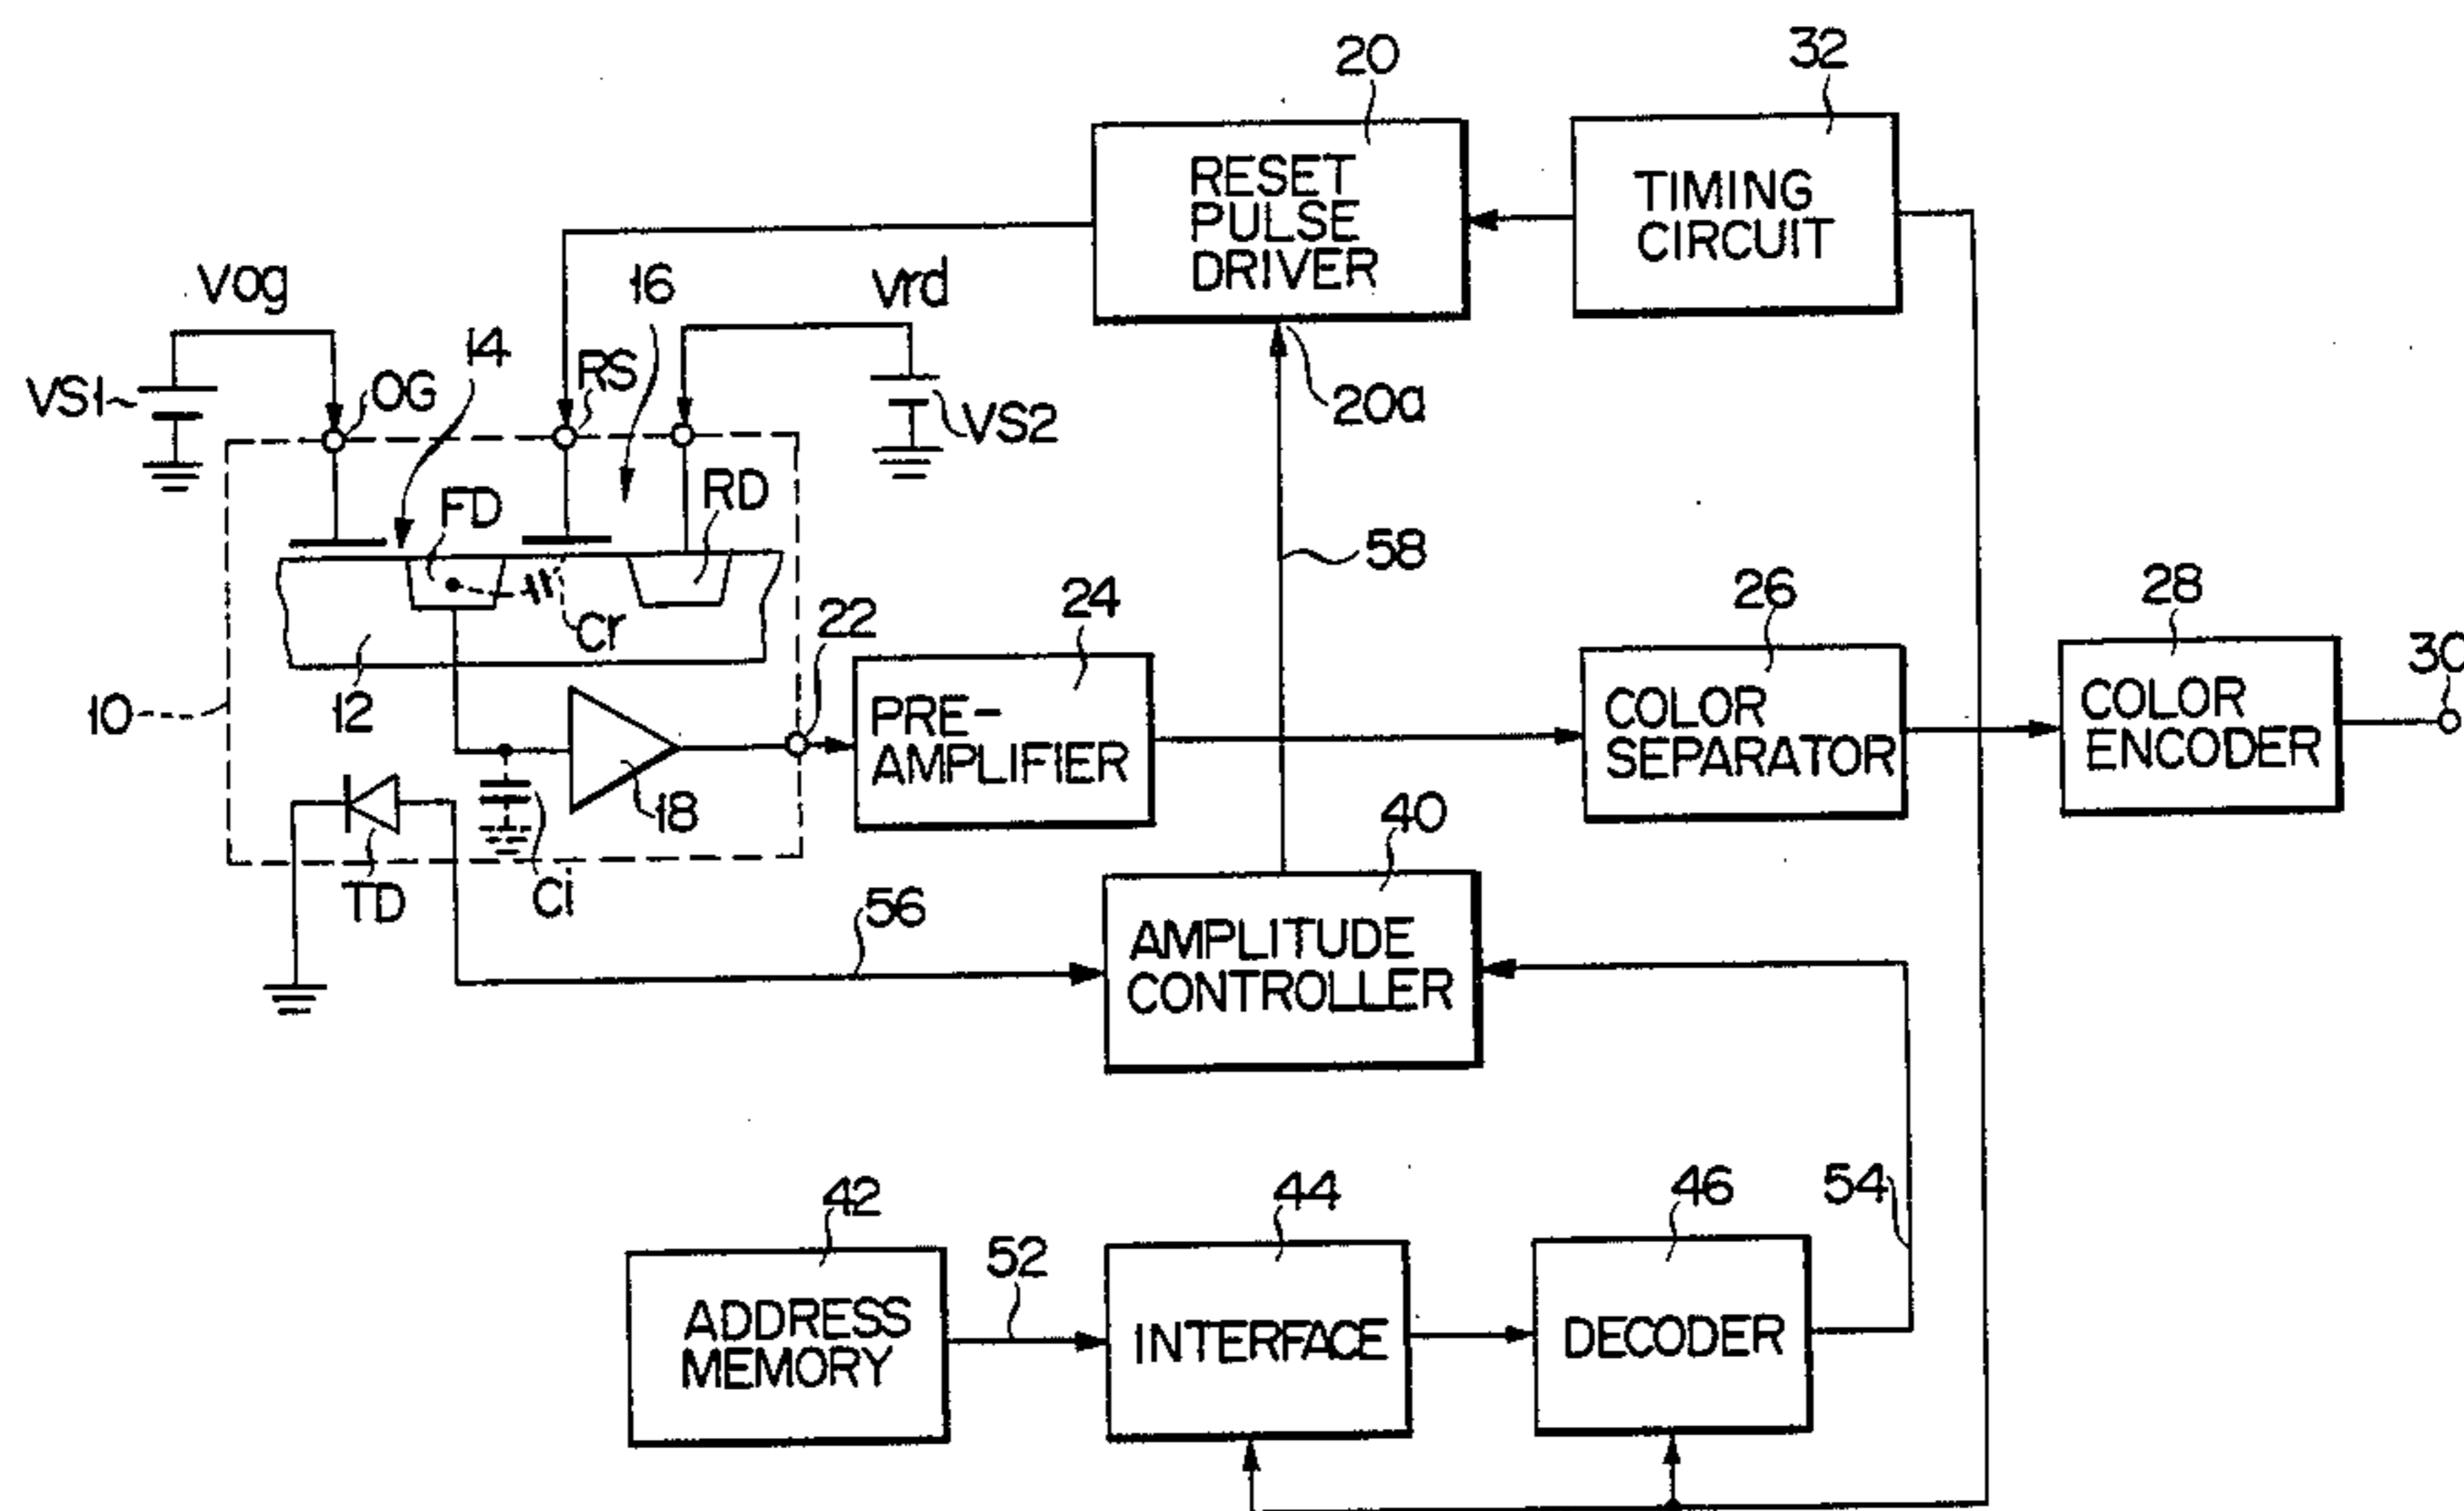 20
32
RESET
PULSE
DRIVER
TIMING
CIRCUIT
Vog
16
Vrd
14
RS
VS1
OG
VS2
20a
FD
RD
58
Cr
22
24
26
28
30
10
12
PRE-
AMPLIFIER
COLOR
SEPARATOR
COLOR
ENCODER
18
40
TD
Ci
56
AMPLITUDE
CONTROLLER
42
52
44
46
54
ADDRESS
MEMORY
INTERFACE
DECODER